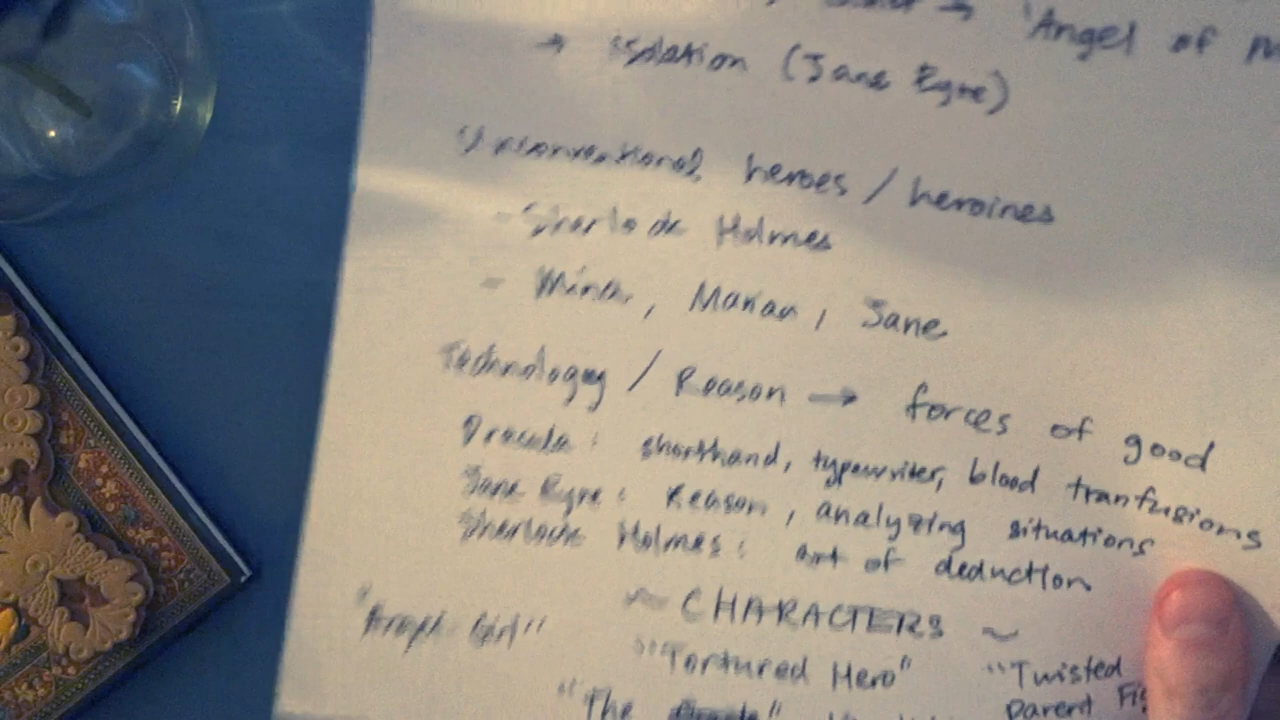 → 'Angel of
→ isolation (Jane Eyre)
Unconventional heroes / heroines
- Sherlock Holmes
- Mina, Marian, Jane
Technology / Reason → forces of good
Dracula: shorthand, typewriter, blood tranfusions
Jane Eyre: Reason, analyzing situations
Sherlock Holmes: art of deduction
~ CHARACTERS ~
Girl" "Tortured Hero" "Twisted
"The Parent